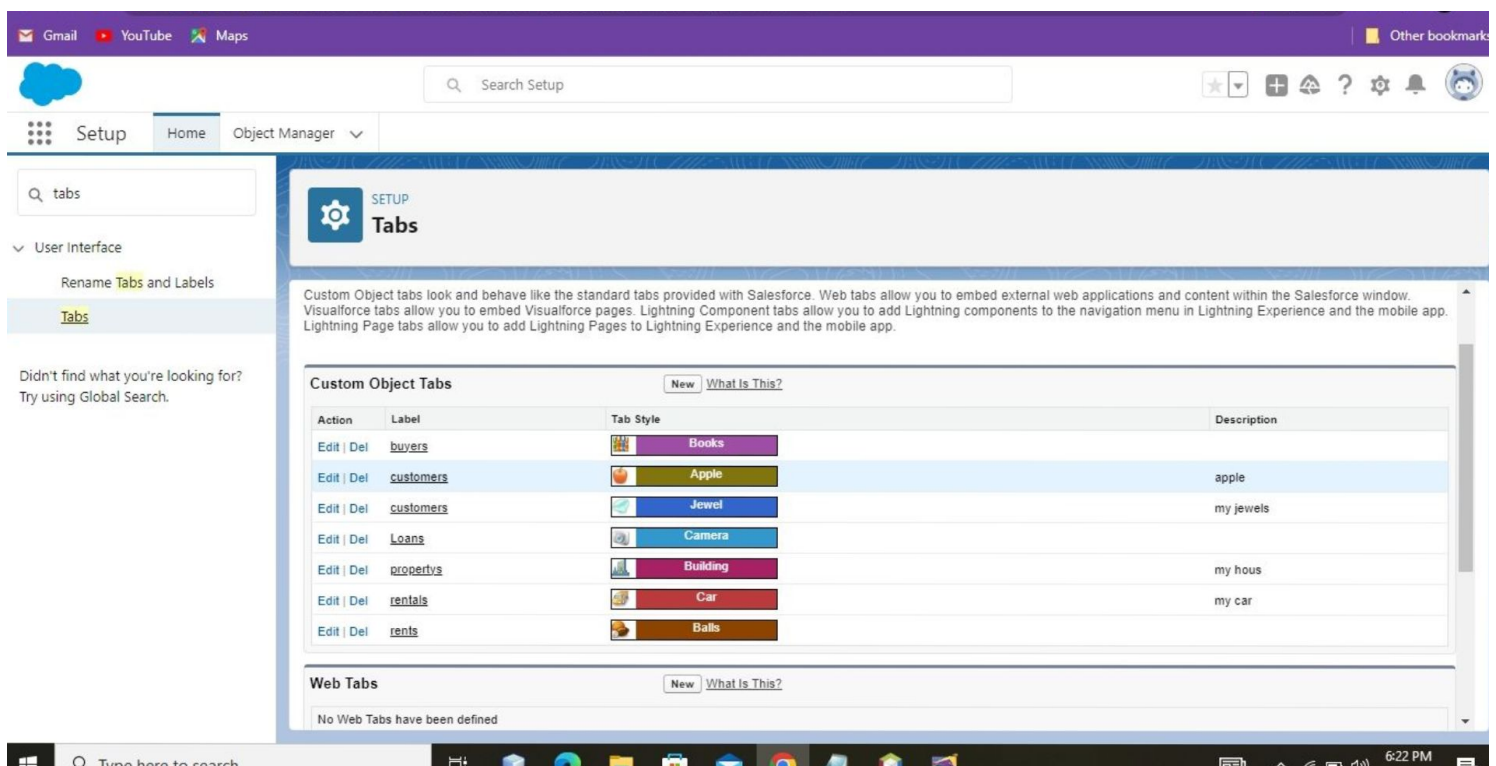 Gmail YouTube Maps Other bookmarks
Search Setup
Setup Home Object Manager
tabs
User Interface
Rename Tabs and Labels
Tabs
Didn't find what you're looking for?
Try using Global Search.
SETUP
Tabs
Custom Object tabs look and behave like the standard tabs provided with Salesforce. Web tabs allow you to embed external web applications and content within the Salesforce window.
Visualforce tabs allow you to embed Visualforce pages. Lightning Component tabs allow you to add Lightning components to the navigation menu in Lightning Experience and the mobile app.
Lightning Page tabs allow you to add Lightning Pages to Lightning Experience and the mobile app.
Custom Object Tabs New What Is This?
Action Label Tab Style Description
Edit | Del buyers Books
Edit | Del customers Apple apple
Edit | Del customers Jewel my jewels
Edit | Del Loans Camera
Edit | Del propertys Building my hous
Edit | Del rentals Car my car
Edit | Del rents Balls
Web Tabs New What Is This?
No Web Tabs have been defined
Type here to search
6:22 PM